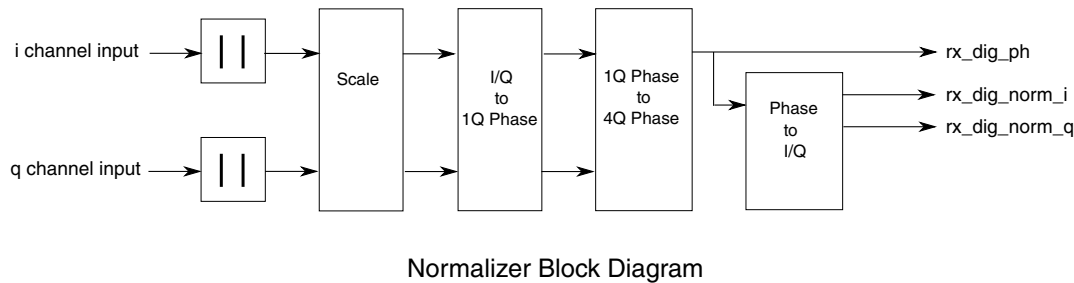 i channel input
q channel input
| |
| |
Scale
I/Q
to
1Q Phase
1Q Phase
to
4Q Phase
Phase
to
I/Q
rx_dig_ph
rx_dig_norm_i
rx_dig_norm_q
Normalizer Block Diagram